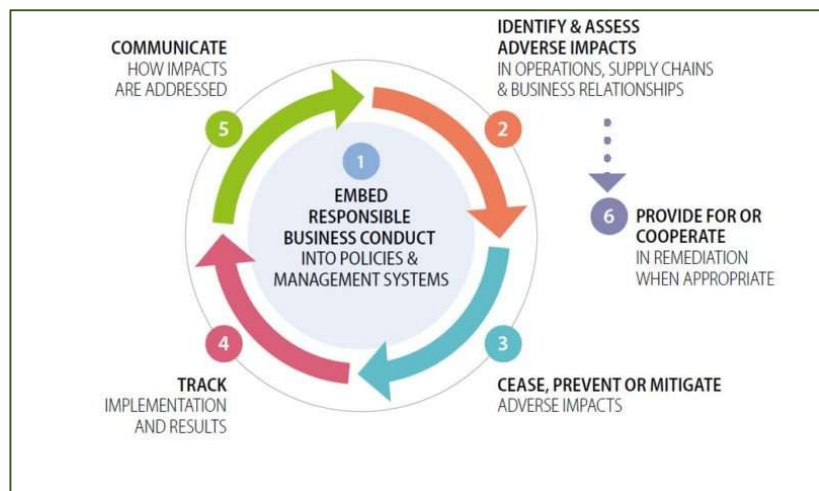 1
EMBED
RESPONSIBLE
BUSINESS CONDUCT
INTO POLICIES &
MANAGEMENT SYSTEMS
2
IDENTIFY & ASSESS
ADVERSE IMPACTS
IN OPERATIONS, SUPPLY CHAINS
& BUSINESS RELATIONSHIPS
3
CEASE, PREVENT OR MITIGATE
ADVERSE IMPACTS
4
TRACK
IMPLEMENTATION
AND RESULTS
5
COMMUNICATE
HOW IMPACTS
ARE ADDRESSED
6
PROVIDE FOR OR
COOPERATE
IN REMEDIATION
WHEN APPROPRIATE